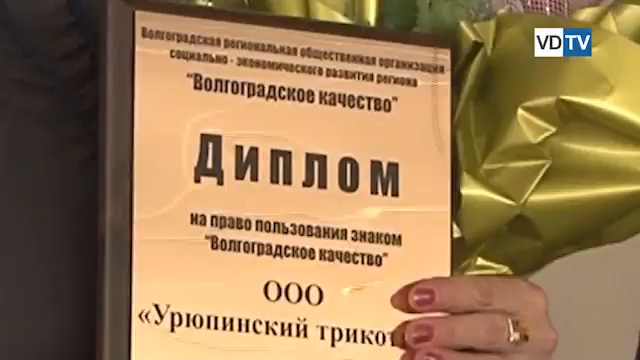 VDTV
Волгоградская региональная общественная организация
социально - экономического развития региона
"Волгоградское качество"
Диплом
на право пользования знаком
"Волгоградское качество"
ООО
«Урюпинский